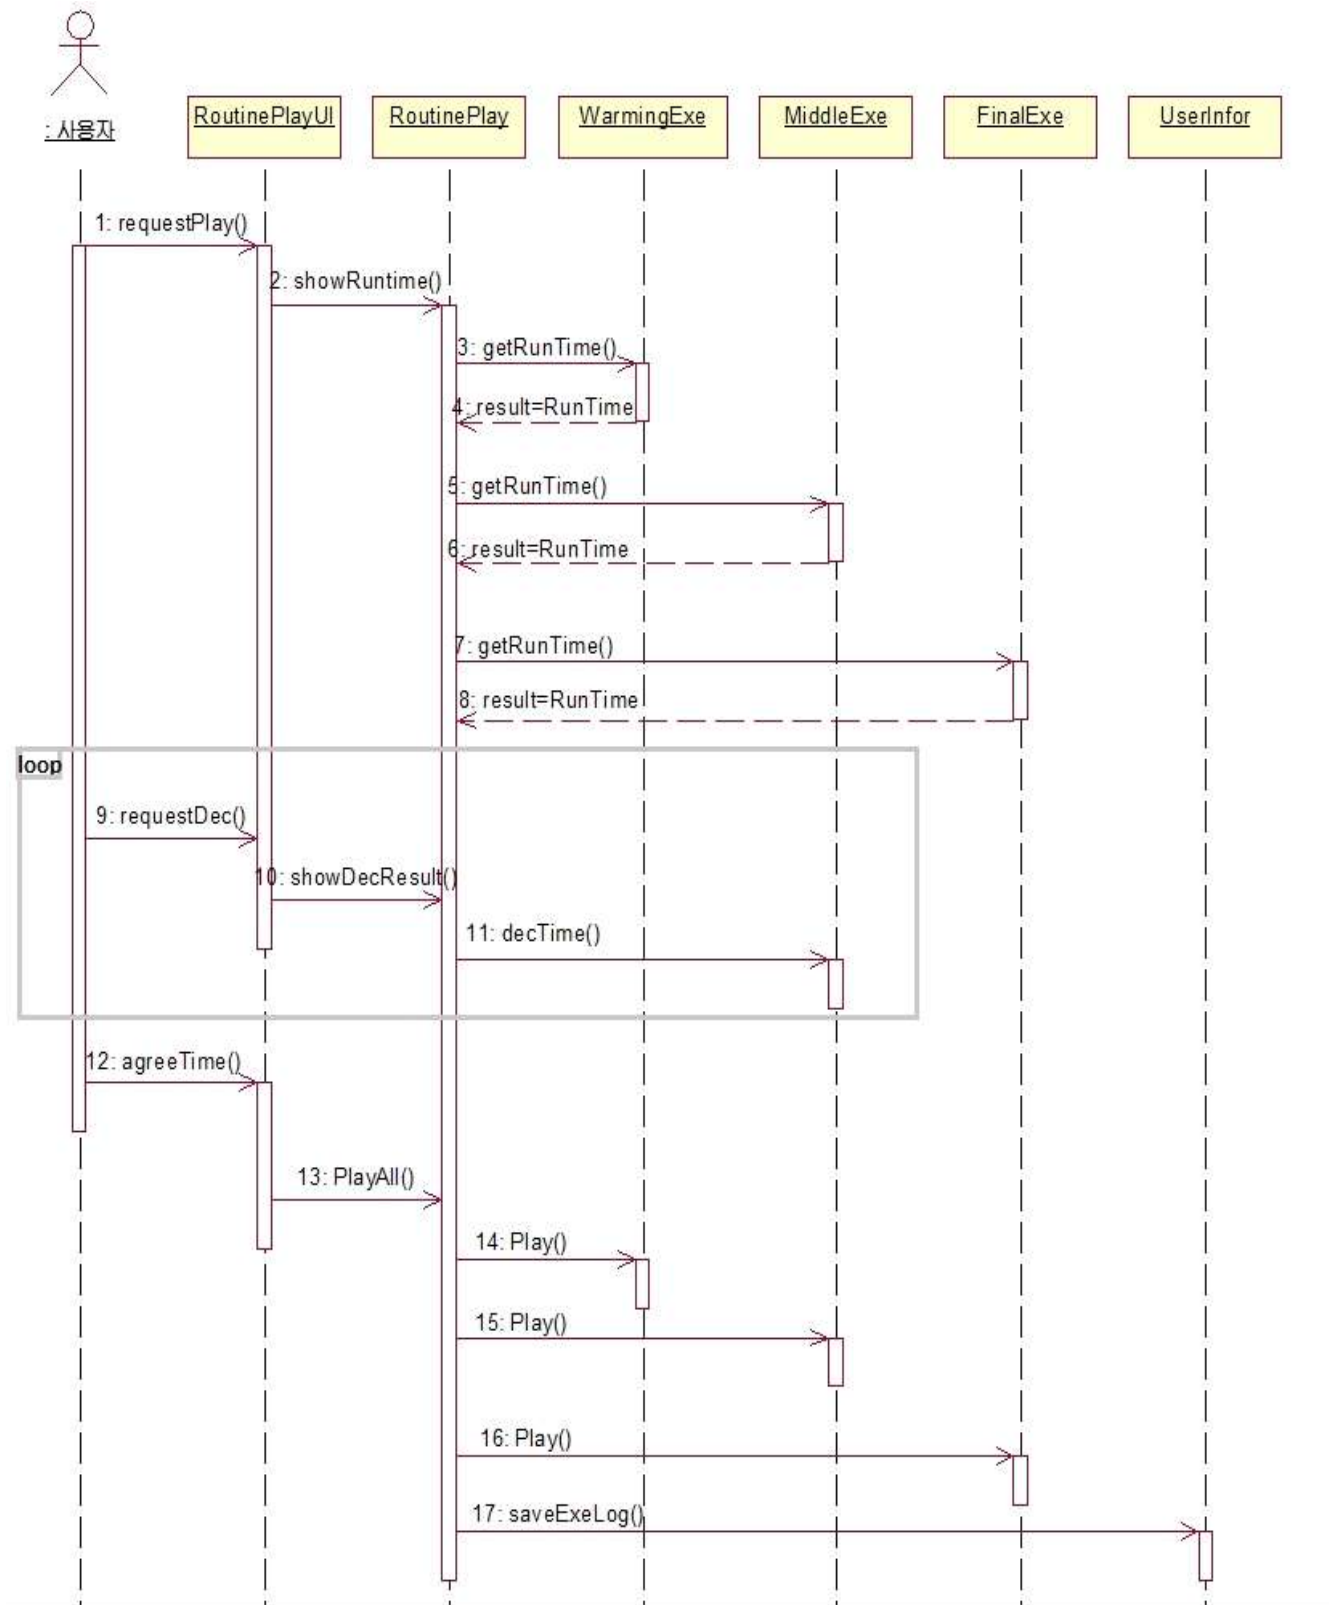 : 사용자
RoutinePlayUI
RoutinePlay
WarmingExe
MiddleExe
FinalExe
UserInfor
1: requestPlay()
2: showRuntime()
3: getRunTime()
4: result=RunTime
5: getRunTime()
6: result=RunTime
7: getRunTime()
8: result=RunTime
loop
9: requestDec()
10: showDecResult()
11: decTime()
12: agreeTime()
13: PlayAll()
14: Play()
15: Play()
16: Play()
17: saveExeLog()